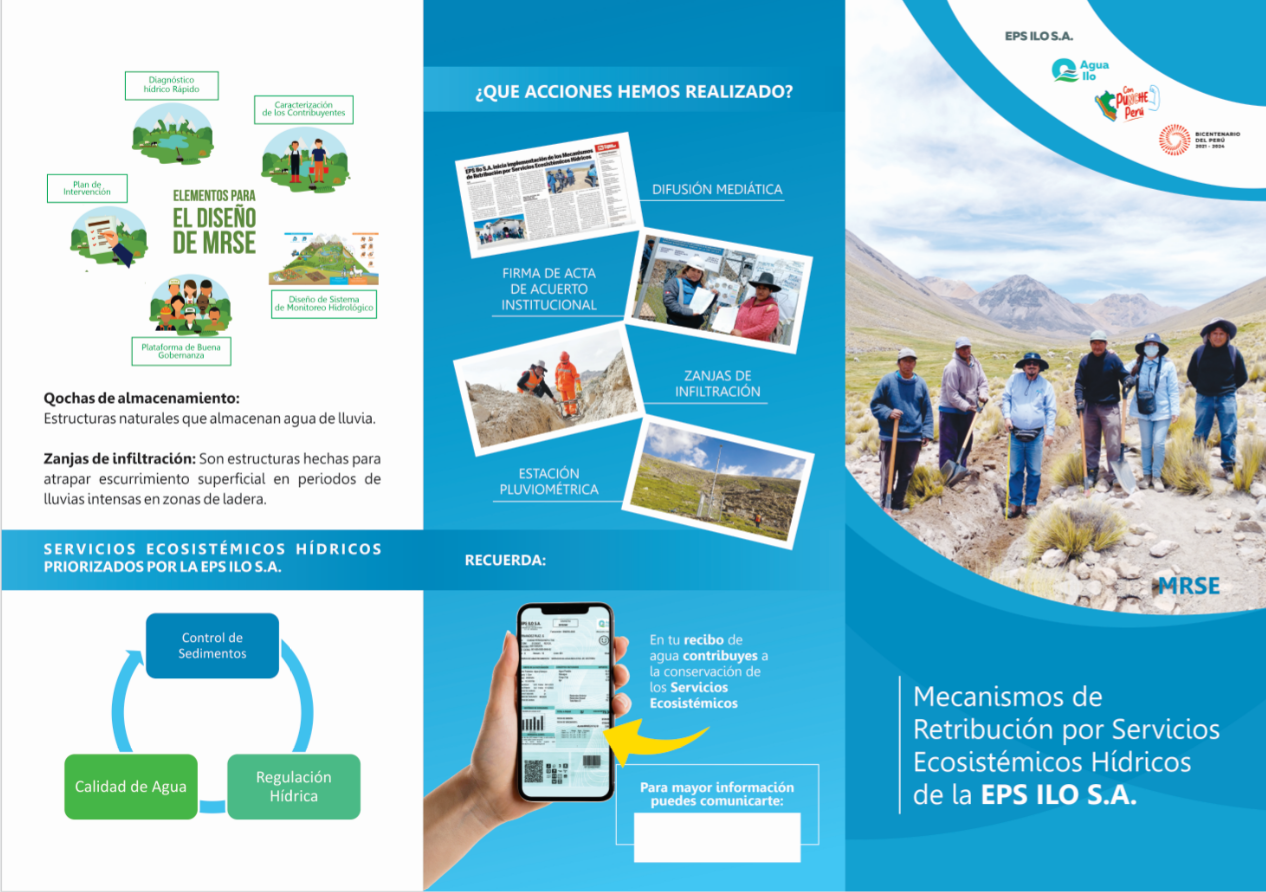 Diagnóstico
hídrico Rápido
Caracterización
de los Contribuyentes
Plan de
Intervención
ELEMENTOS PARA
EL DISEÑO
DE MRSE
Diseño de Sistema
de Monitoreo Hidrológico
Plataforma de Buena
Gobernanza
Qochas de almacenamiento:
Estructuras naturales que almacenan agua de lluvia.
Zanjas de infiltración: Son estructuras hechas para
atrapar escurrimiento superficial en periodos de
lluvias intensas en zonas de ladera.
SERVICIOS ECOSISTÉMICOS HÍDRICOS
PRIORIZADOS POR LA EPS ILO S.A.
Control de
Sedimentos
Calidad de Agua
Regulación
Hídrica
¿QUE ACCIONES HEMOS REALIZADO?
EPS Ilo S.A. inicia implementación de los Mecanismos
de Retribución por Servicios Ecosistémicos Hídricos
DIFUSIÓN MEDIÁTICA
FIRMA DE ACTA
DE ACUERTO
INSTITUCIONAL
ZANJAS DE
INFILTRACIÓN
ESTACIÓN
PLUVIOMÉTRICA
RECUERDA:
En tu recibo de
agua contribuyes a
la conservación de
los Servicios
Ecosistémicos
Para mayor información
puedes comunicarte:
EPS ILO S.A.
Agua
Ilo
Con
PUNCHE
Perú
BICENTENARIO
DEL PERÚ
2021 - 2024
MRSE
Mecanismos de
Retribución por Servicios
Ecosistémicos Hídricos
de la EPS ILO S.A.